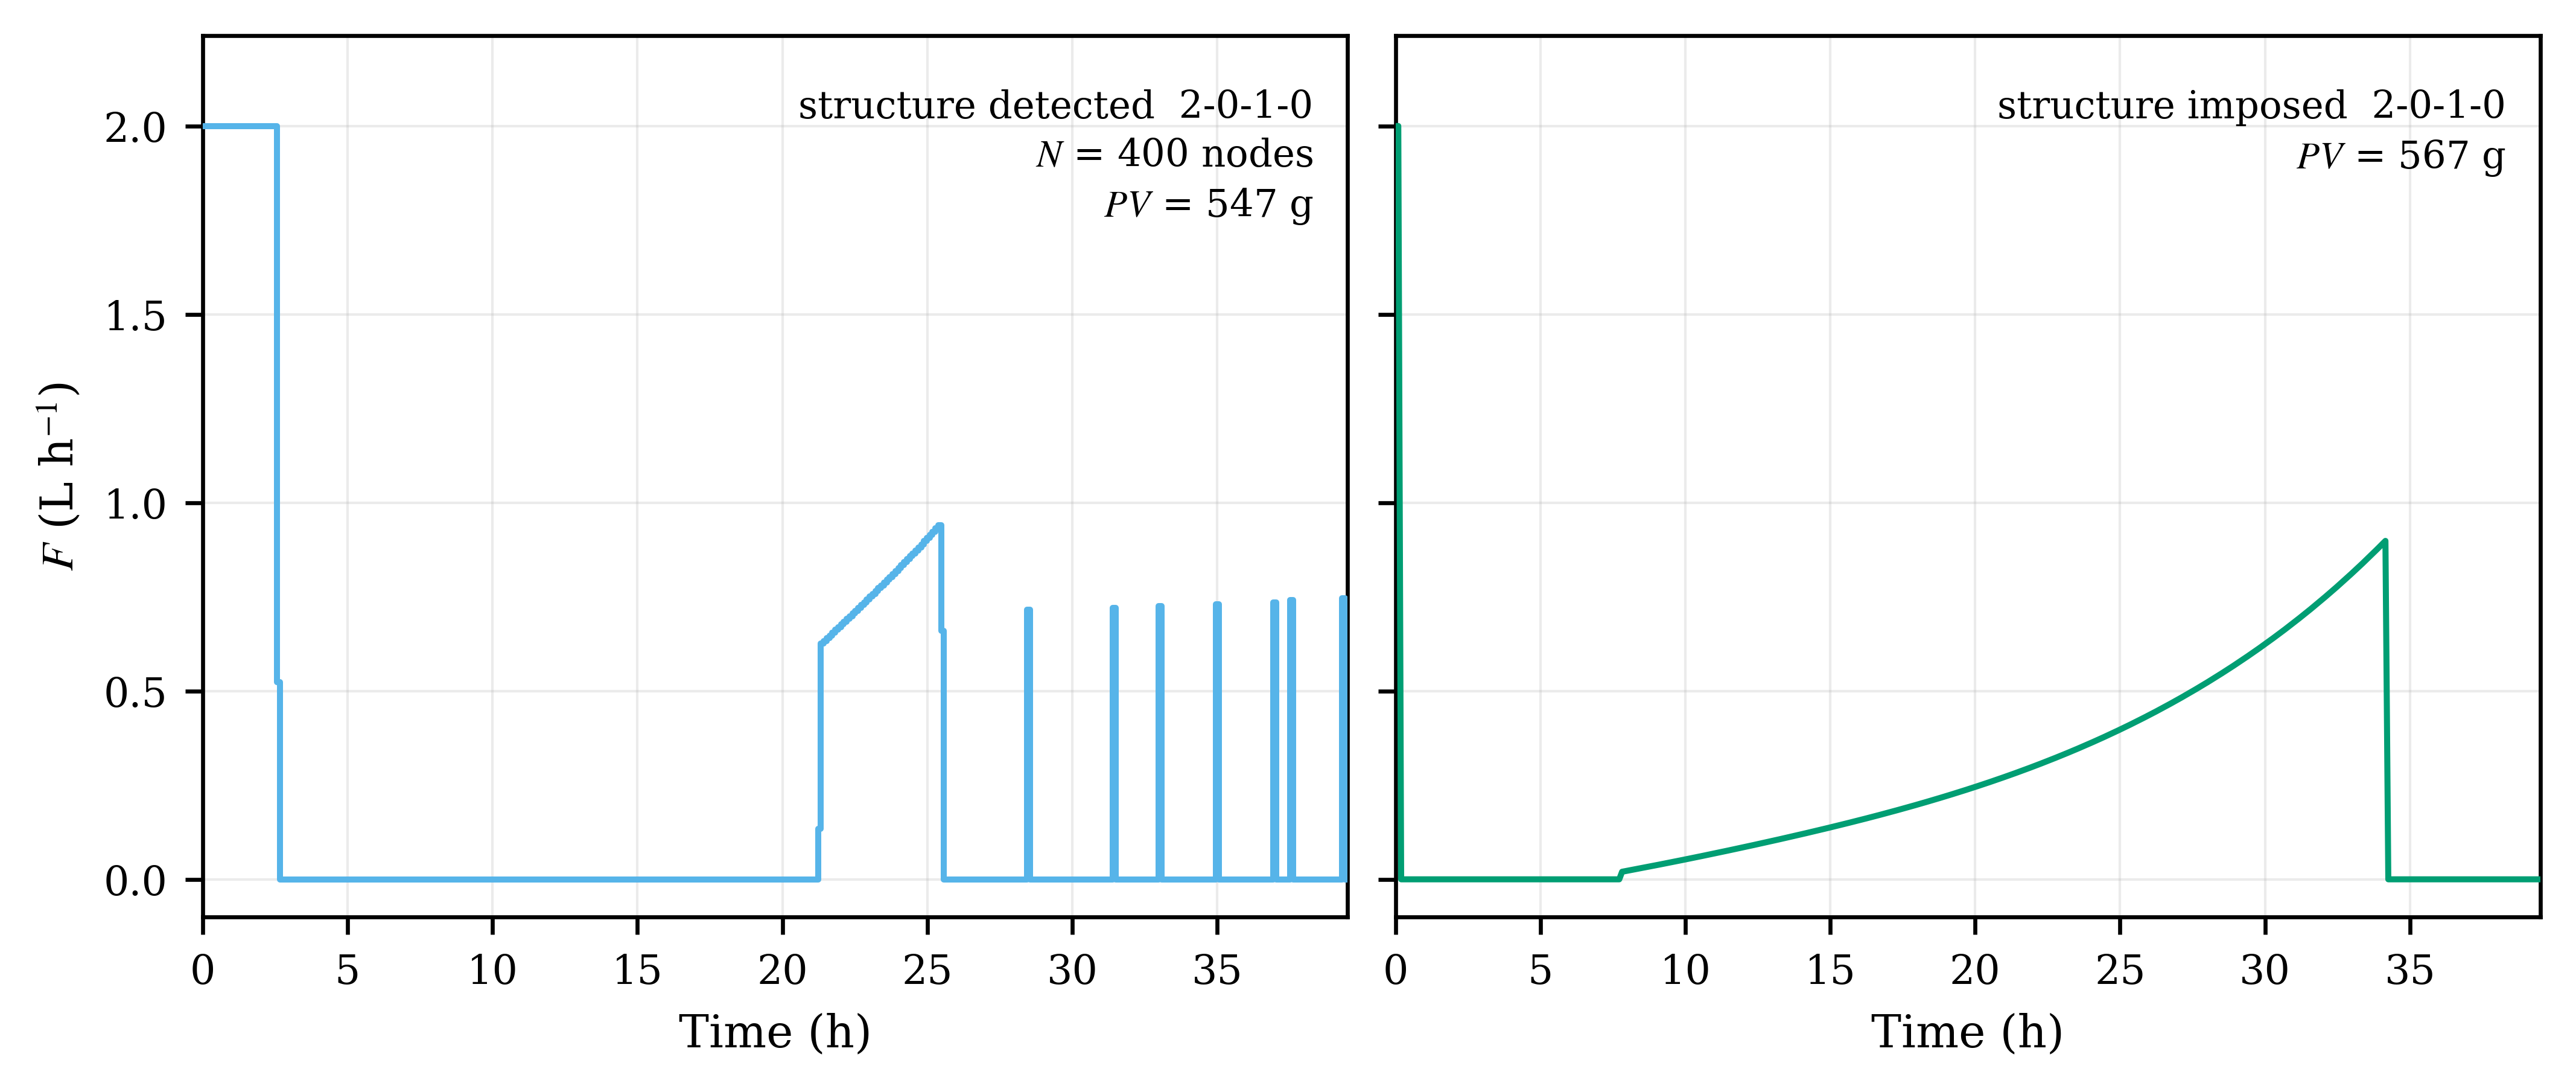 structure detected 2-0-1-0
N = 400 nodes
PV = 547 g
structure imposed 2-0-1-0
PV = 567 g
F (L h⁻¹)
2.0
1.5
1.0
0.5
0.0
0 5 10 15 20 25 30 35
0 5 10 15 20 25 30 35
Time (h)
Time (h)